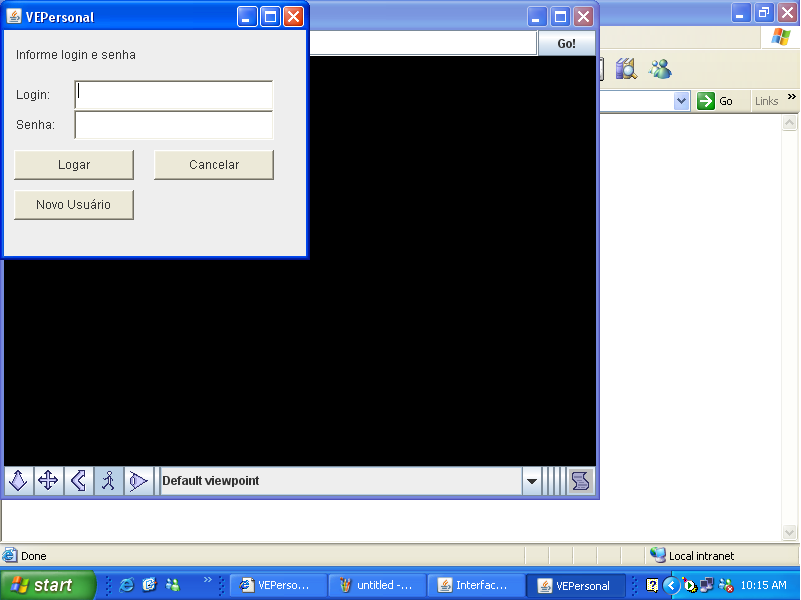 VEPersonal
Informe login e senha
Login:
Senha:
Logar
Cancelar
Novo Usuário
Go!
Go
Links »
Default viewpoint
Done
Local intranet
start
»
VEPerso...
untitled -...
Interfac...
VEPersonal
?
10:15 AM